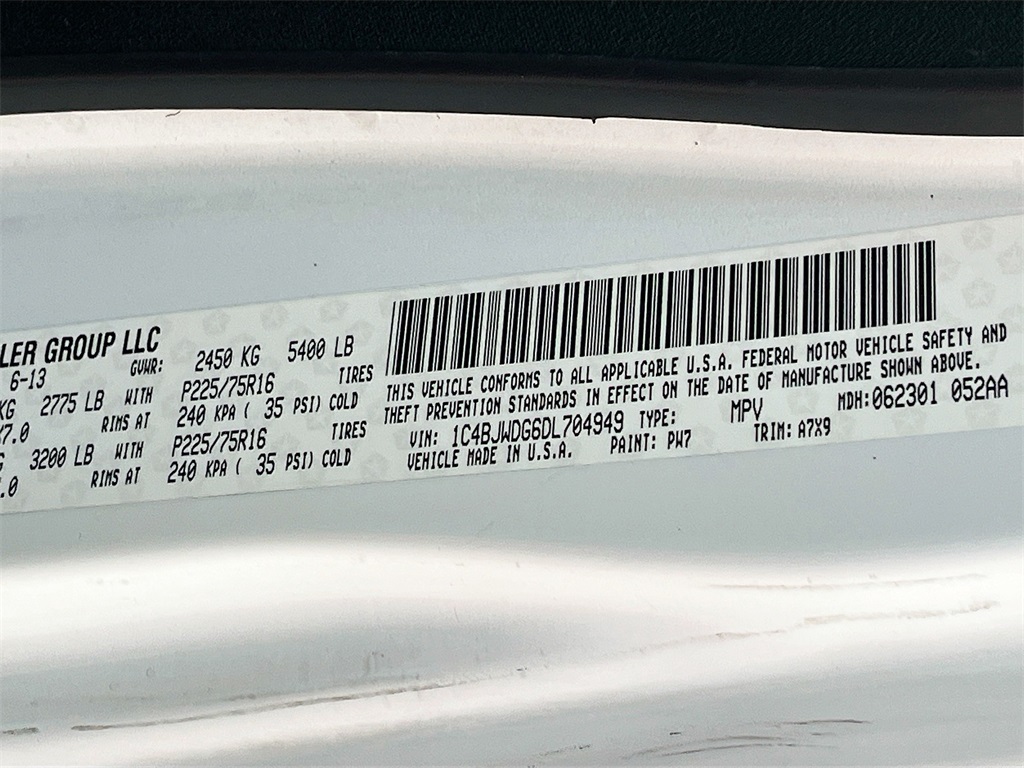 LER GROUP LLC
6-13 GVWR: 2450 KG 5400 LB
KG 2775 LB WITH P225/75R16 TIRES
7.0 RIMS AT 240 KPA ( 35 PSI) COLD
3200 LB WITH P225/75R16 TIRES
.0 RIMS AT 240 KPA ( 35 PSI) COLD
THIS VEHICLE CONFORMS TO ALL APPLICABLE U.S.A. FEDERAL MOTOR VEHICLE SAFETY AND
THEFT PREVENTION STANDARDS IN EFFECT ON THE DATE OF MANUFACTURE SHOWN ABOVE.
VIN: 1C4BJWDG6DL704949 TYPE: MPV MDH:062301 052AA
VEHICLE MADE IN U.S.A. PAINT: PW7 TRIM: A7X9